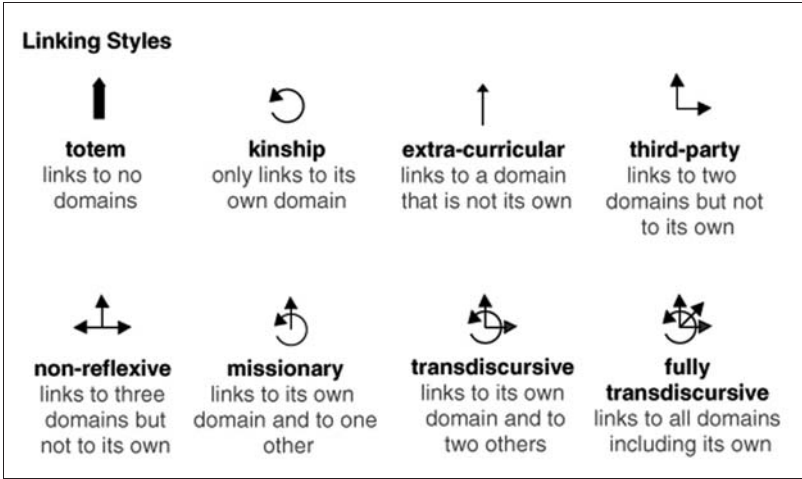 Linking Styles
totem
links to no
domains
kinship
only links to its
own domain
extra-curricular
links to a domain
that is not its own
third-party
links to two
domains but not
to its own
non-reflexive
links to three
domains but
not to its own
missionary
links to its own
domain and to one
other
transdiscursive
links to its own
domain and to
two others
fully
transdiscursive
links to all domains
including its own